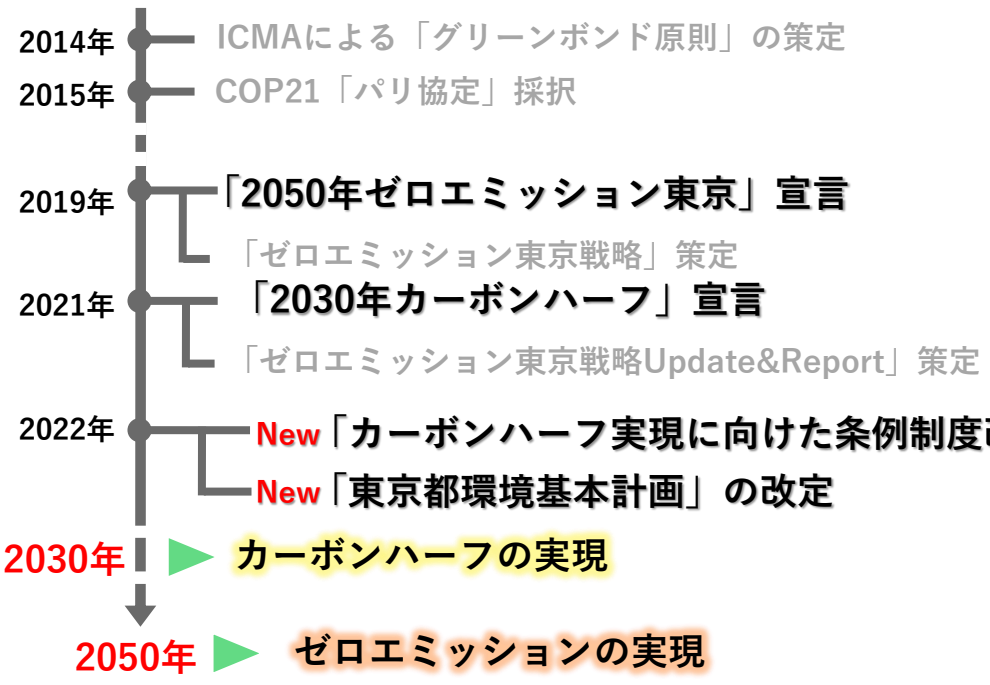 2014年 ICMAによる「グリーンボンド原則」の策定
2015年 COP21「パリ協定」採択
2019年 「2050年ゼロエミッション東京」宣言
「ゼロエミッション東京戦略」策定
2021年 「2030年カーボンハーフ」宣言
「ゼロエミッション東京戦略Update&Report」策定
2022年 New「カーボンハーフ実現に向けた条例制度
New「東京都環境基本計画」の改定
2030年 カーボンハーフの実現
2050年 ゼロエミッションの実現